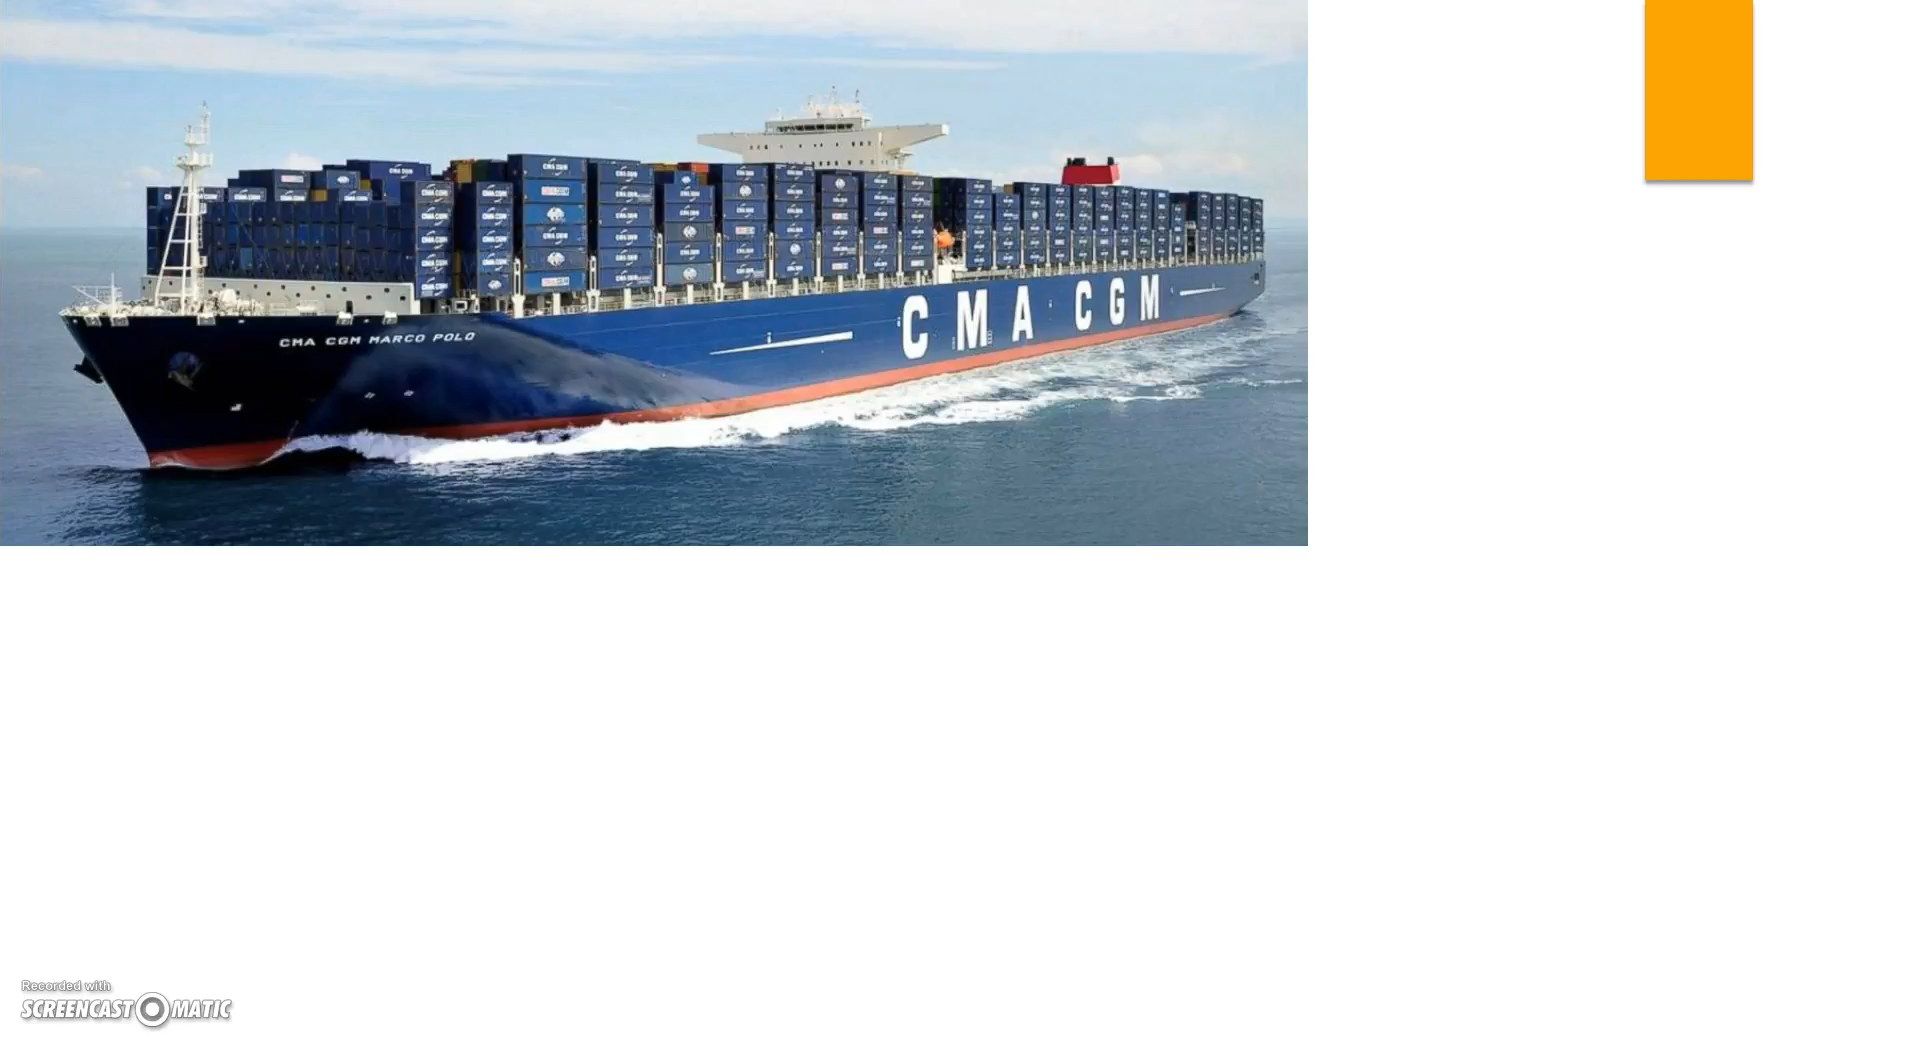 CMA CGM MARCO POLO
CMA CGM
Recorded with
SCREENCAST-O-MATIC